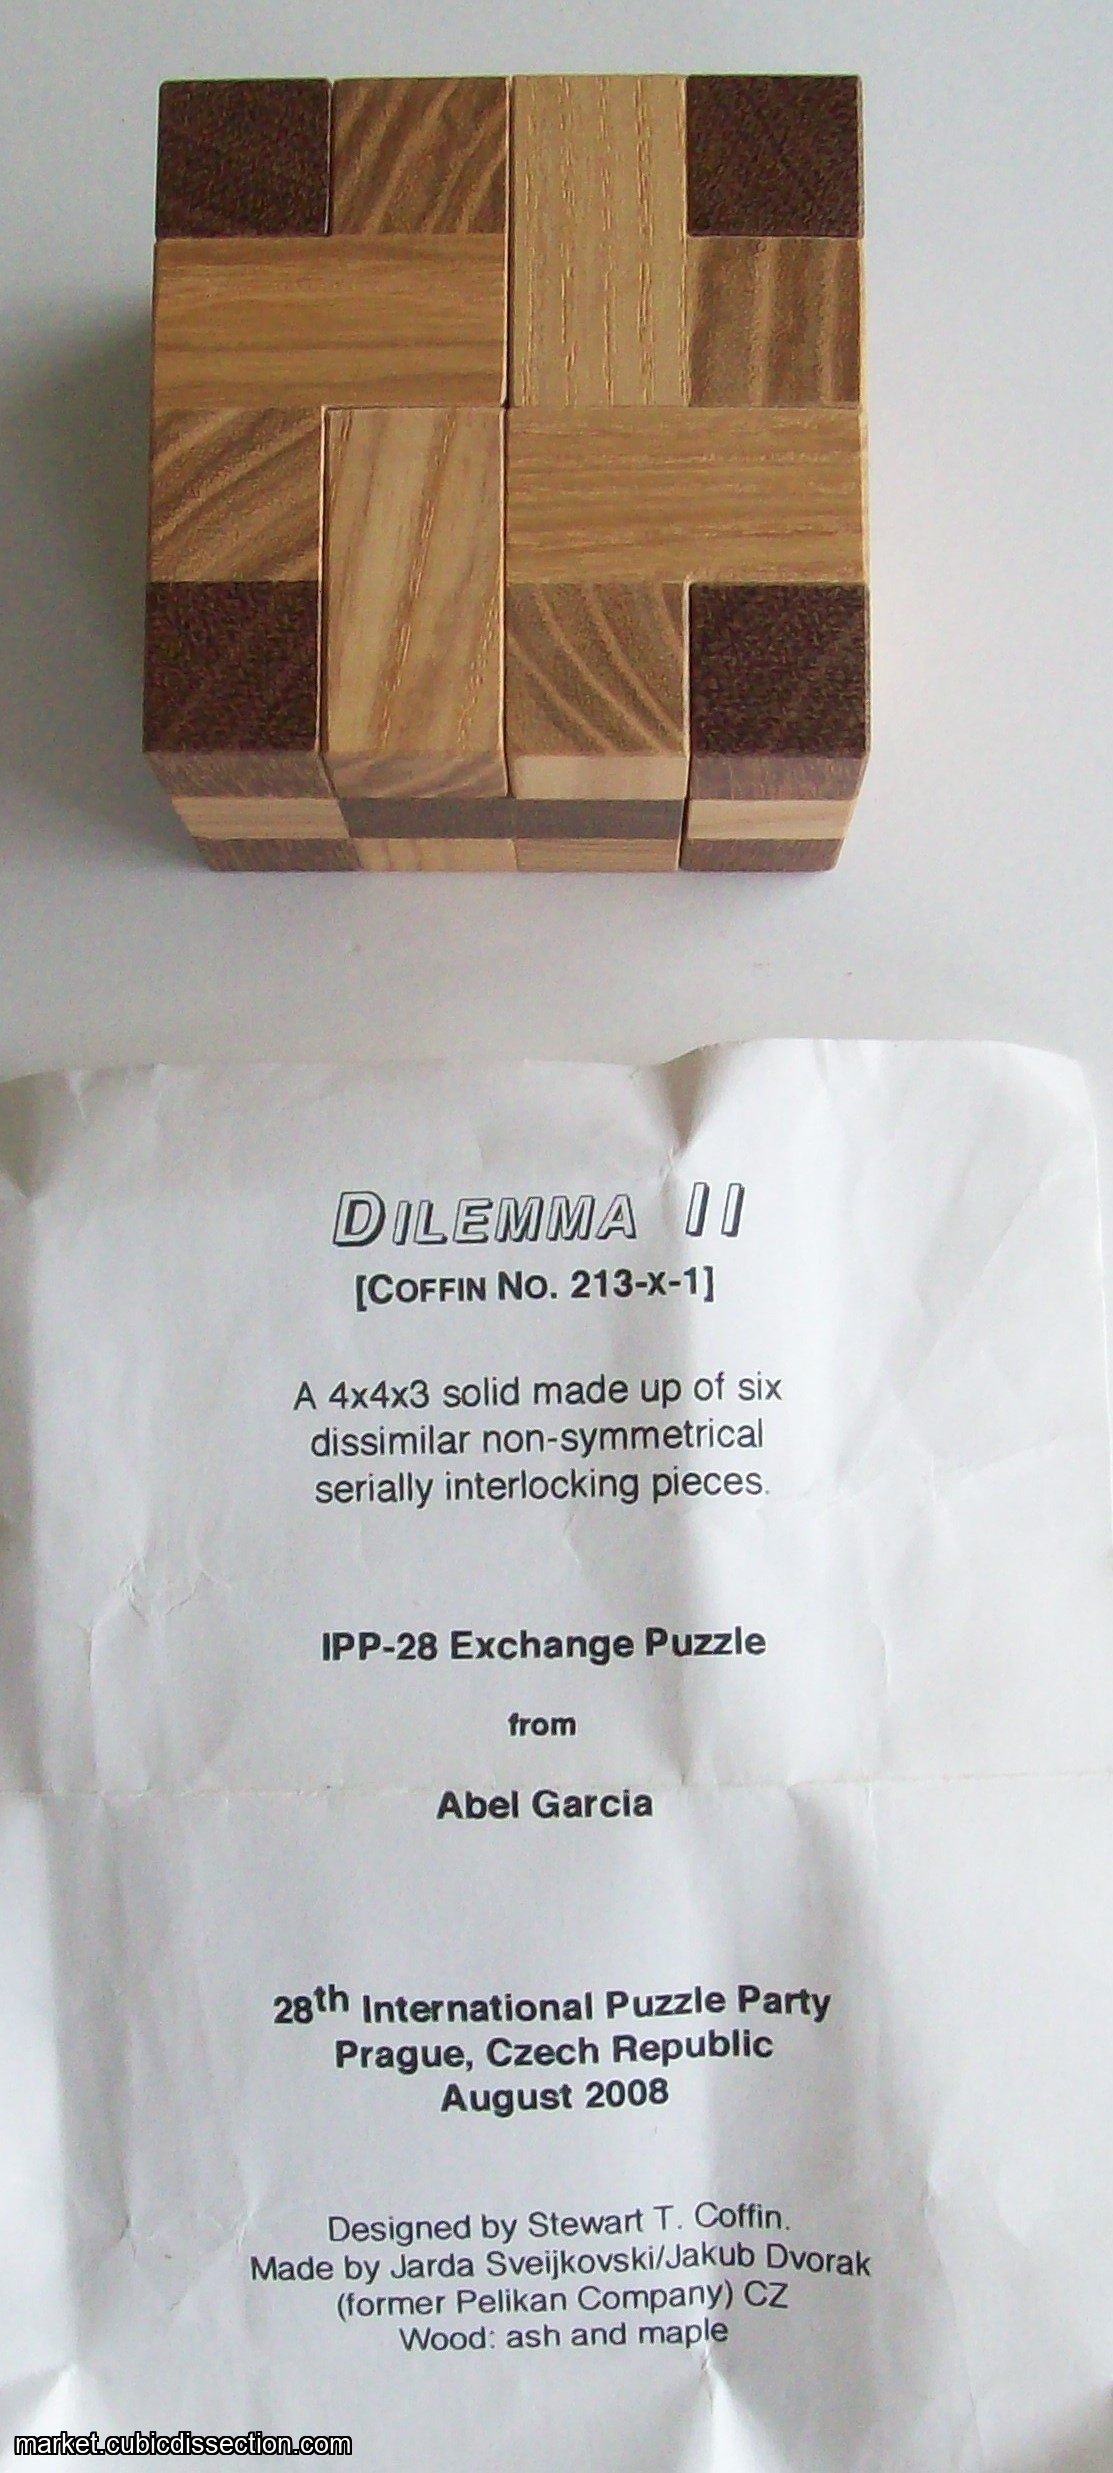 DILEMMA II
[COFFIN NO. 213-X-1]
A 4x4x3 solid made up of six
dissimilar non-symmetrical
serially interlocking pieces.
IPP-28 Exchange Puzzle
from
Abel Garcia
28th International Puzzle Party
Prague, Czech Republic
August 2008
Designed by Stewart T. Coffin.
Made by Jarda Sveijkovski/Jakub Dvorak
(former Pelikan Company) CZ
Wood: ash and maple
market.cubicdissection.com